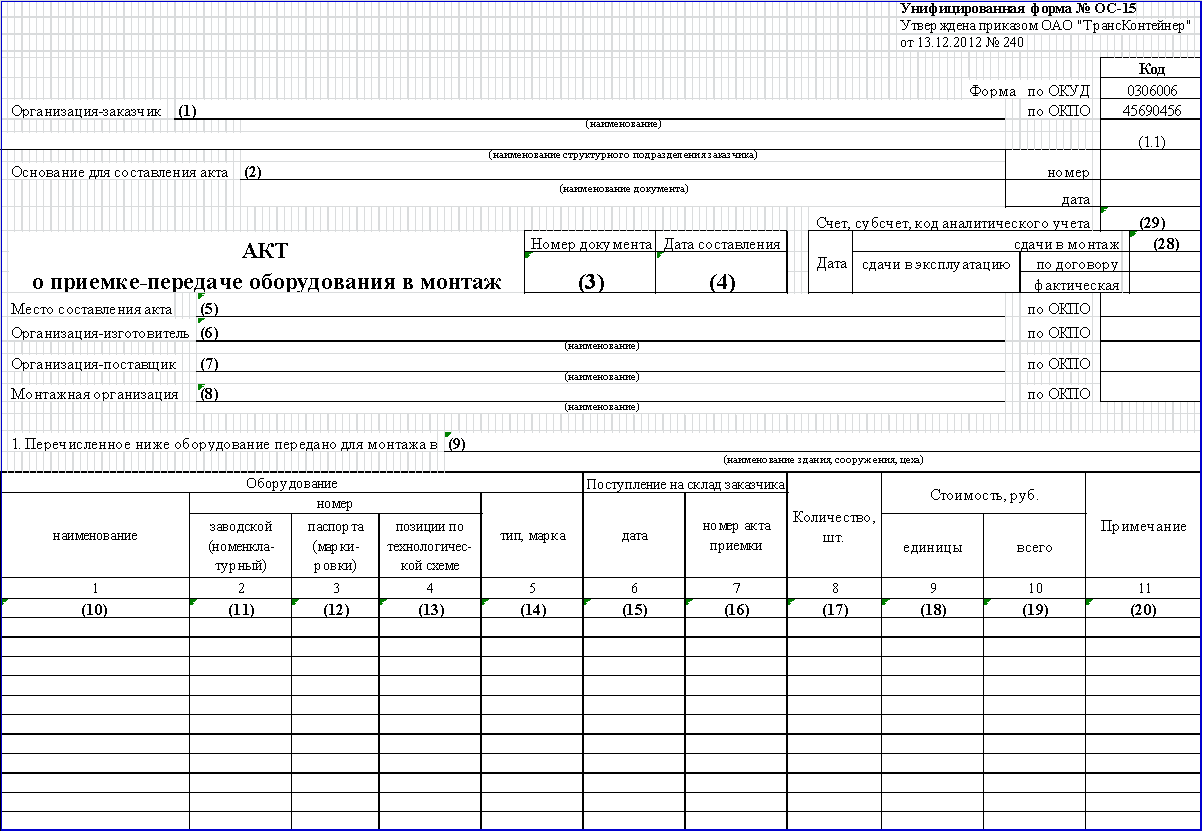 Унифицированная форма № ОС-15
Утверждена приказом ОАО "ТрансКонтейнер"
от 13.12.2012 № 240
Код
Форма по ОКУД 0306006
Организация-заказчик (1) по ОКПО 45690456
(наименование)
(1.1)
(наименование структурного подразделения заказчика)
Основание для составления акта (2) номер
(наименование документа)
дата
Счет, субсчет, код аналитического учета (29)
АКТ
о приемке-передаче оборудования в монтаж
Номер документа Дата составления
(3) (4)
Дата сдачи в монтаж (28)
сдачи в эксплуатацию по договору
фактическая
Место составления акта (5) по ОКПО
Организация-изготовитель (6) по ОКПО
(наименование)
Организация-поставщик (7) по ОКПО
(наименование)
Монтажная организация (8) по ОКПО
(наименование)
1. Перечисленное ниже оборудование передано для монтажа в (9)
(наименование здания, сооружения, цеха)
Оборудование Поступление на склад заказчика Количество, шт. Стоимость, руб. Примечание
номер
наименование заводской (номенкла-турный) паспорта (марки-ровки) позиции по технологичес-кой схеме тип, марка дата номер акта приемки единицы всего
1 2 3 4 5 6 7 8 9 10 11
(10) (11) (12) (13) (14) (15) (16) (17) (18) (19) (20)